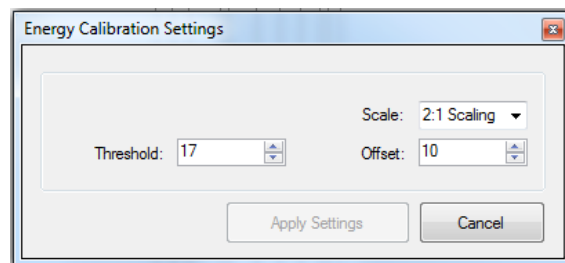 Energy Calibration Settings
Scale: 2:1 Scaling
Threshold: 17 Offset: 10
Apply Settings Cancel